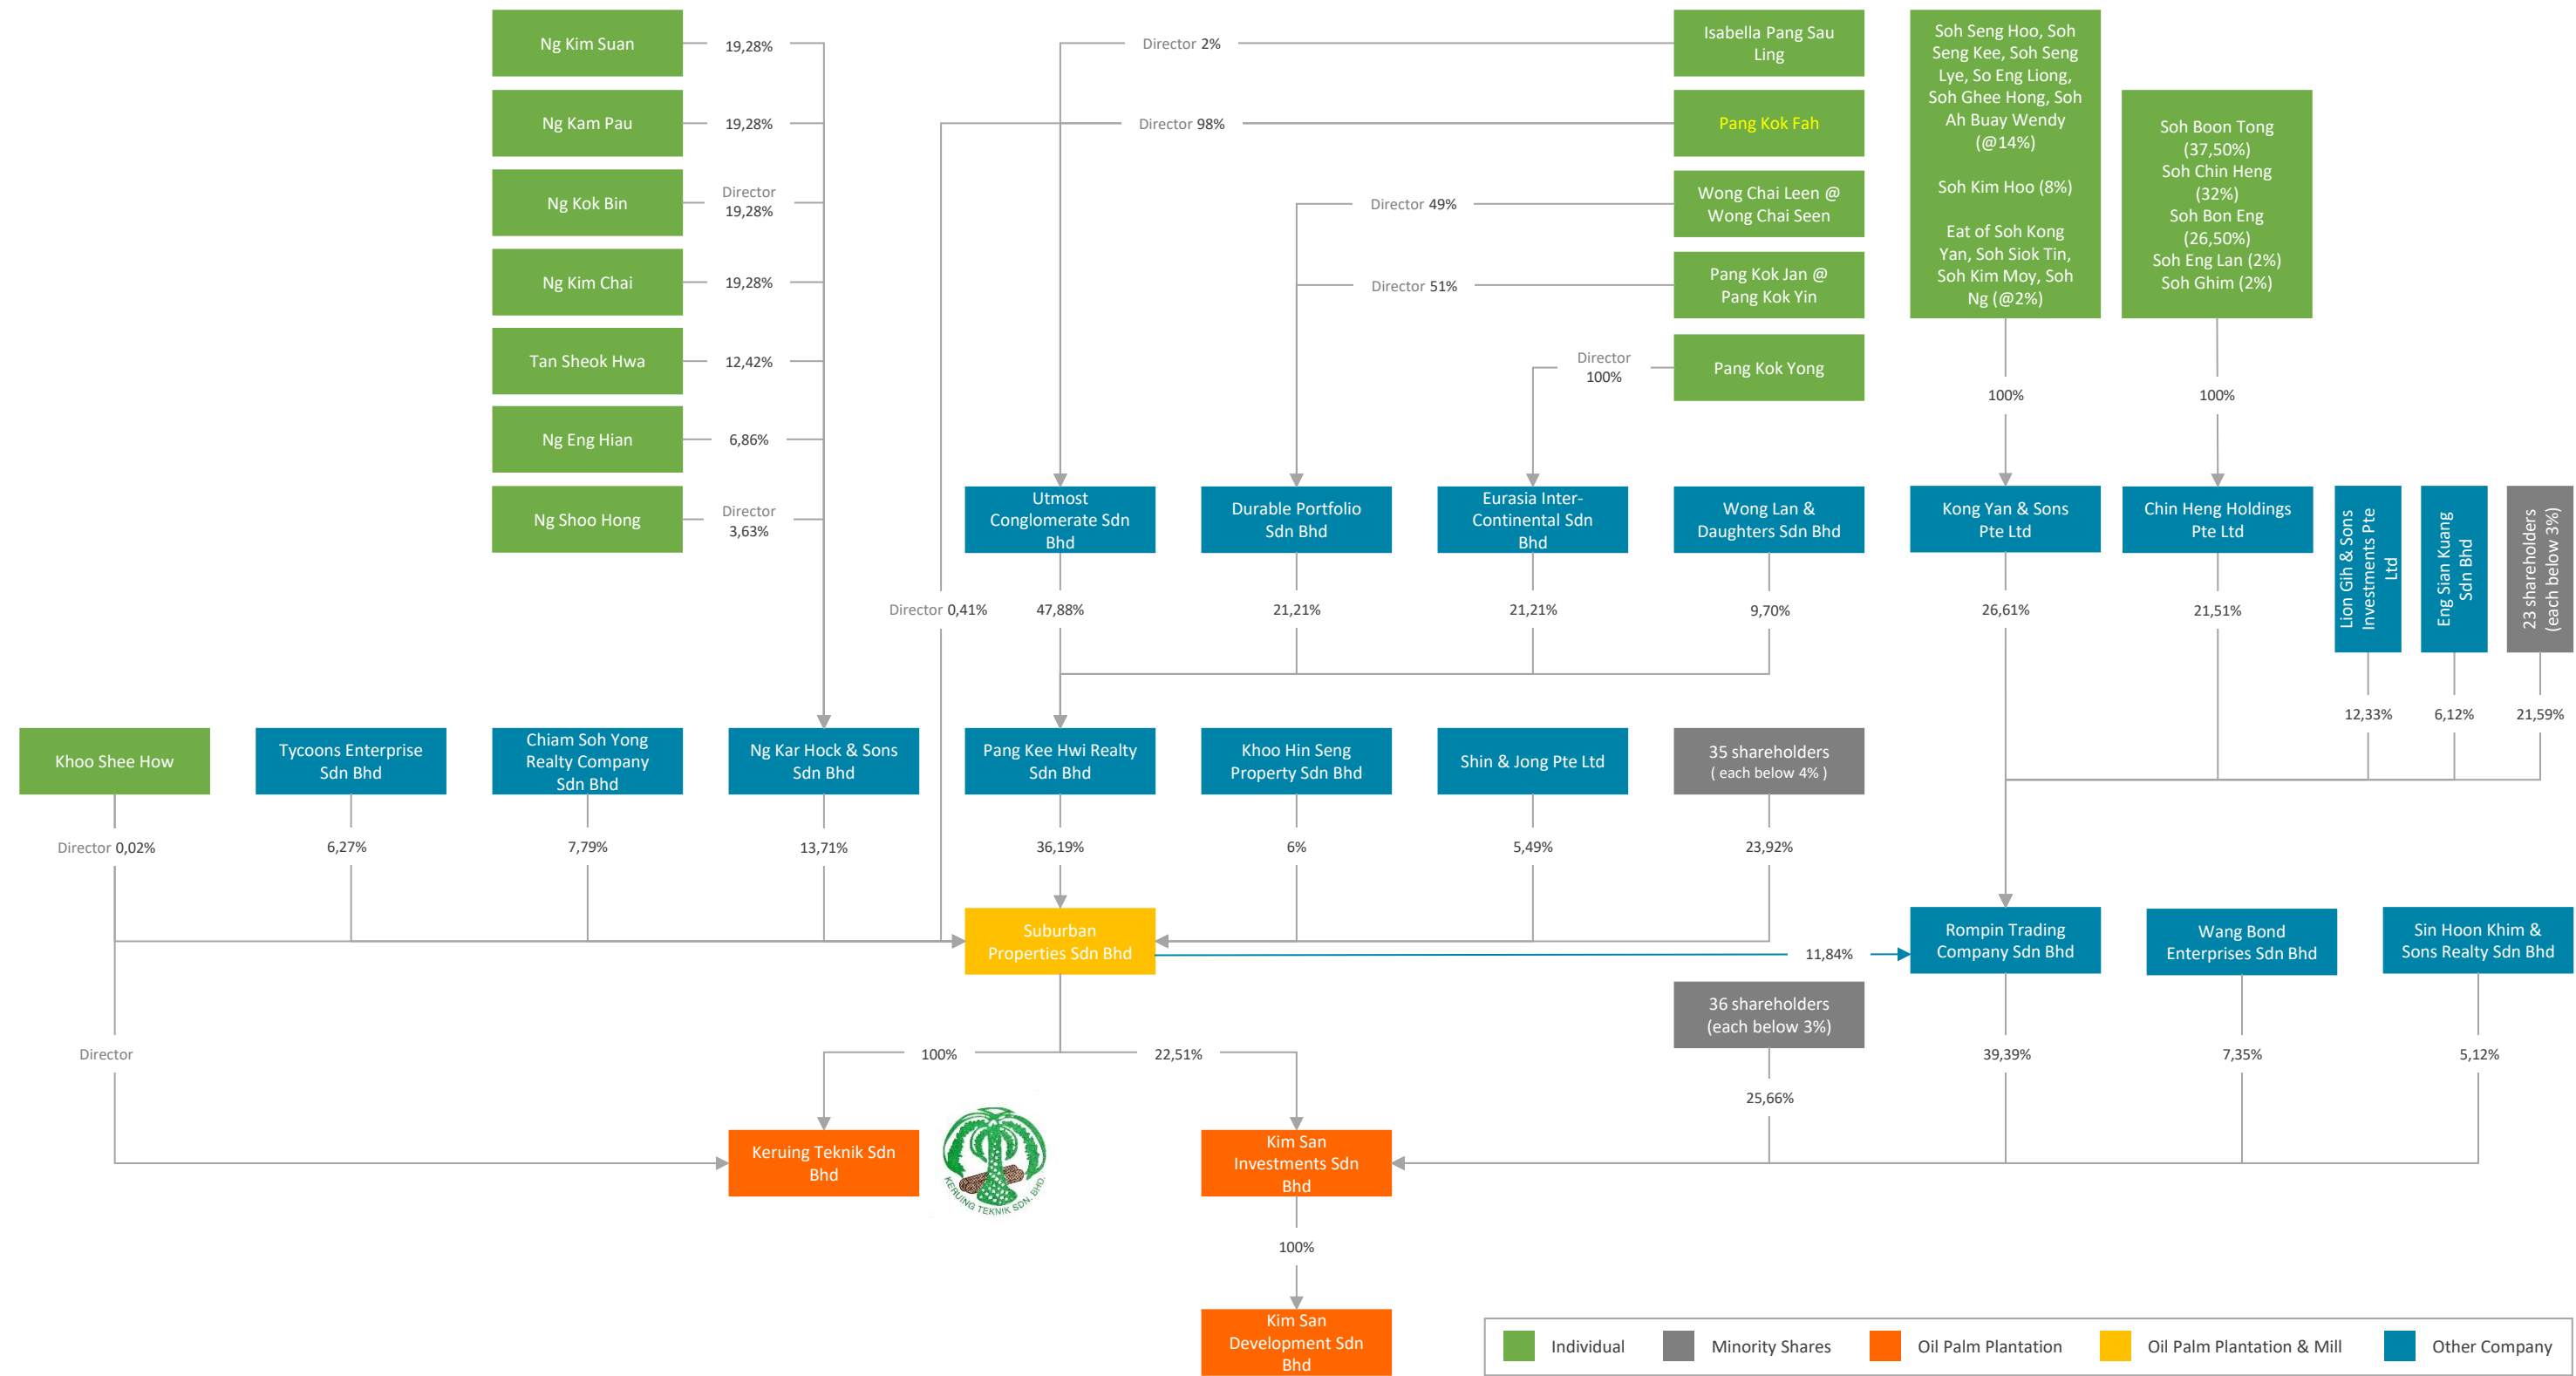 Ng Kim Suan
19,28%
Director 2%
Isabella Pang Sau
Ling
Soh Seng Hoo, Soh
Seng Kee, Soh Seng
Lye, So Eng Liong,
Soh Ghee Hong, Soh
Ah Buay Wendy
(@14%)
Soh Kim Hoo (8%)
Eat of Soh Kong
Yan, Soh Siok Tin,
Soh Kim Moy, Soh
Ng (@2%)
Soh Boon Tong
(37,50%)
Soh Chin Heng
(32%)
Soh Bon Eng
(26,50%)
Soh Eng Lan (2%)
Soh Ghim (2%)
Ng Kam Pau
19,28%
Director 98%
Pang Kok Fah
Ng Kok Bin
Director
19,28%
Director 49%
Wong Chai Leen @
Wong Chai Seen
Ng Kim Chai
19,28%
Director 51%
Pang Kok Jan @
Pang Kok Yin
Tan Sheok Hwa
12,42%
Director
100%
Pang Kok Yong
100%
100%
Ng Eng Hian
6,86%
Ng Shoo Hong
Director
3,63%
Utmost
Conglomerate Sdn
Bhd
Durable Portfolio
Sdn Bhd
Eurasia Inter-
Continental Sdn
Bhd
Wong Lan &
Daughters Sdn Bhd
Kong Yan & Sons
Pte Ltd
Chin Heng Holdings
Pte Ltd
Lion Gih & Sons
Investments Pte
Ltd
Eng Sian Kuang
Sdn Bhd
23 shareholders
(each below 3%)
Director 0,41%
47,88%
21,21%
21,21%
9,70%
26,61%
21,51%
12,33%
6,12%
21,59%
Khoo Shee How
Tycoons Enterprise
Sdn Bhd
Chiam Soh Yong
Realty Company
Sdn Bhd
Ng Kar Hock & Sons
Sdn Bhd
Pang Kee Hwi Realty
Sdn Bhd
Khoo Hin Seng
Property Sdn Bhd
Shin & Jong Pte Ltd
35 shareholders
( each below 4% )
Director 0,02%
6,27%
7,79%
13,71%
36,19%
6%
5,49%
23,92%
Suburban
Properties Sdn Bhd
11,84%
Rompin Trading
Company Sdn Bhd
Wang Bond
Enterprises Sdn Bhd
Sin Hoon Khim &
Sons Realty Sdn Bhd
36 shareholders
(each below 3%)
Director
100%
22,51%
39,39%
7,35%
5,12%
25,66%
Keruing Teknik Sdn
Bhd
KERUING TEKNIK SDN. BHD.
Kim San
Investments Sdn
Bhd
100%
Kim San
Development Sdn
Bhd
Individual
Minority Shares
Oil Palm Plantation
Oil Palm Plantation & Mill
Other Company